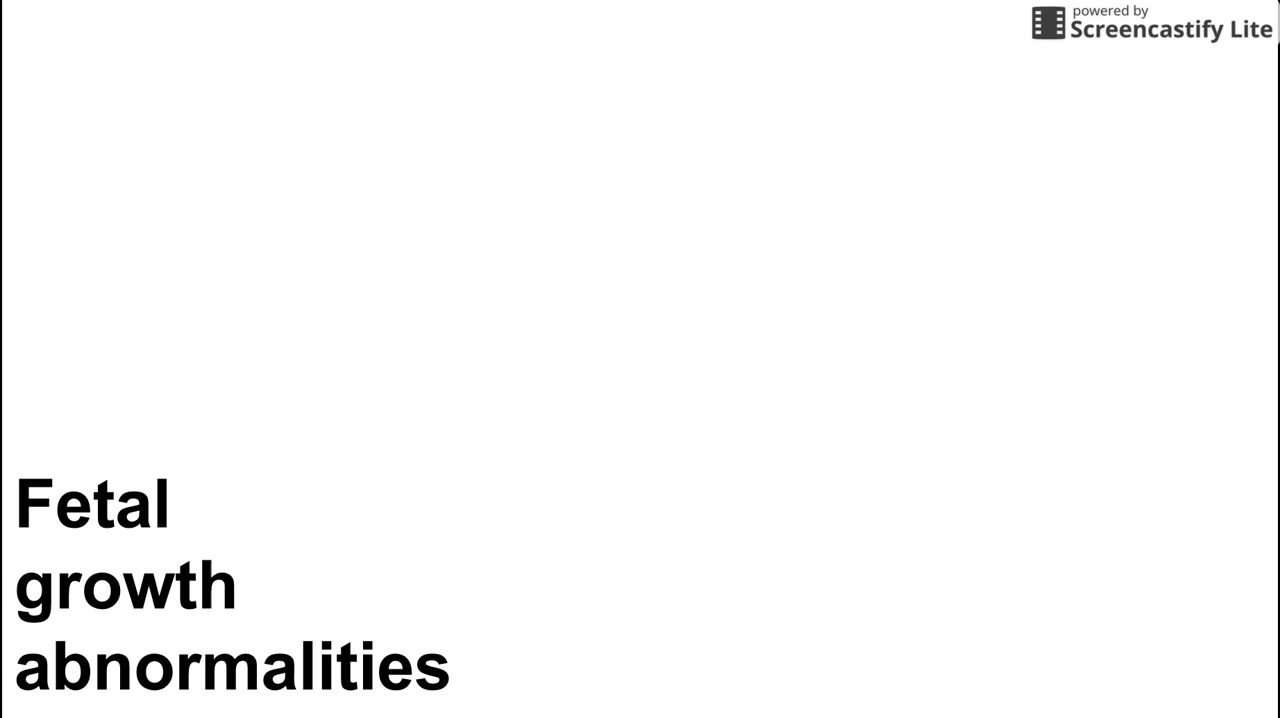 powered by
Screencastify Lite
Fetal
growth
abnormalities